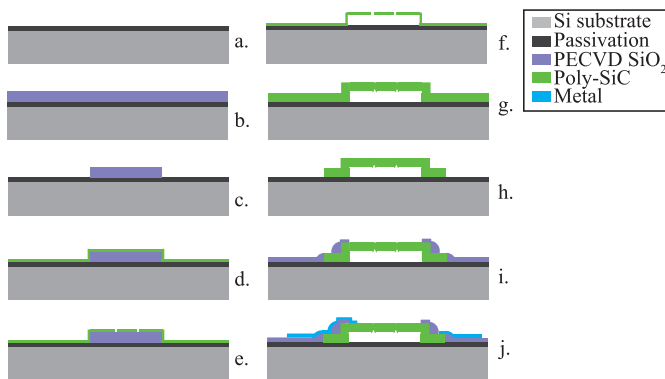 a.
b.
c.
d.
e.
f.
g.
h.
i.
j.
Si substrate
Passivation
PECVD SiO2
Poly-SiC
Metal